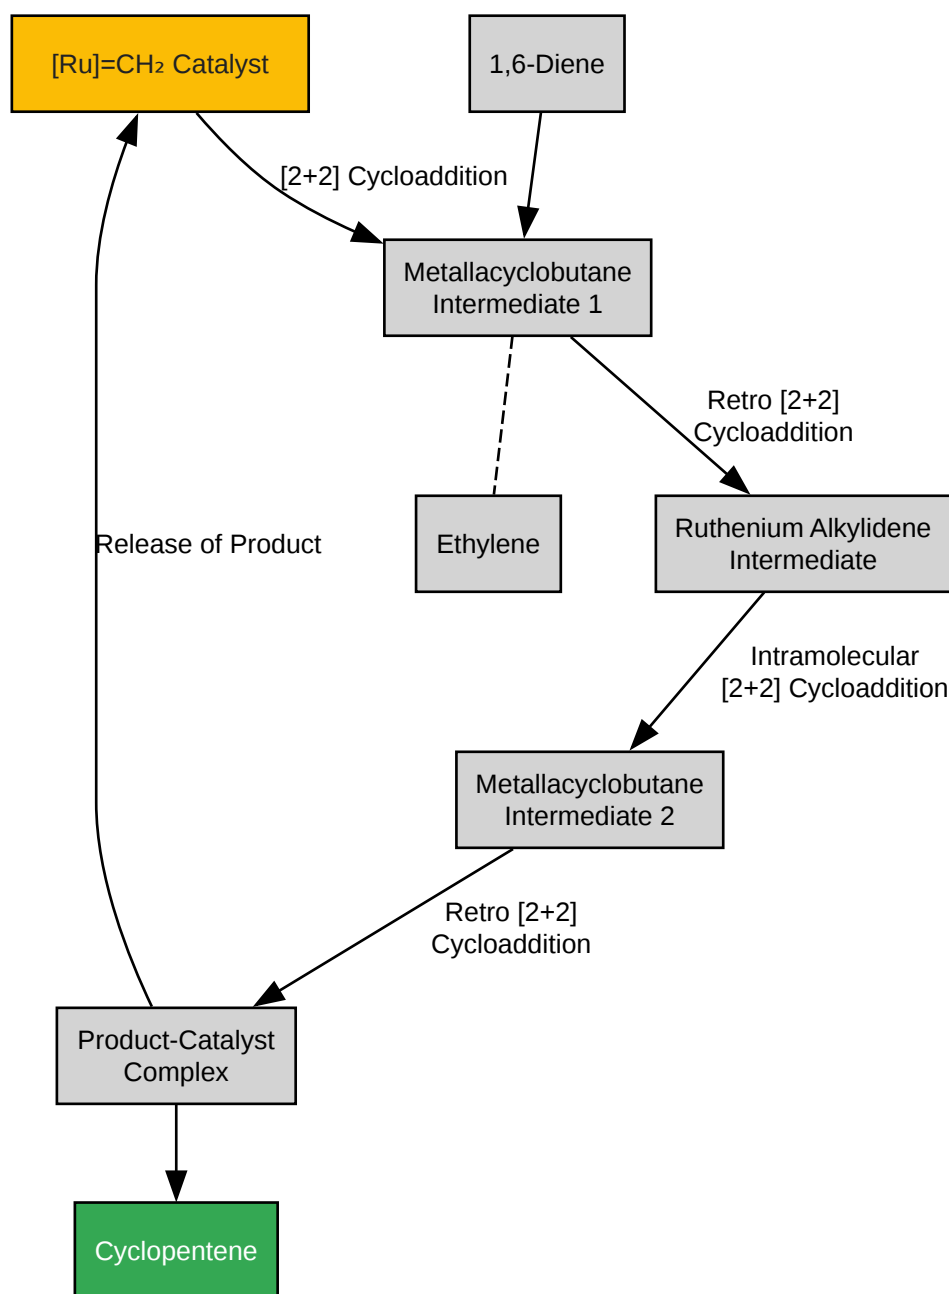 [Ru]=CH₂ Catalyst
1,6-Diene
[2+2] Cycloaddition
Metallacyclobutane
Intermediate 1
Retro [2+2]
Cycloaddition
Ethylene
Ruthenium Alkylidene
Intermediate
Release of Product
Intramolecular
[2+2] Cycloaddition
Metallacyclobutane
Intermediate 2
Retro [2+2]
Cycloaddition
Product-Catalyst
Complex
Cyclopentene